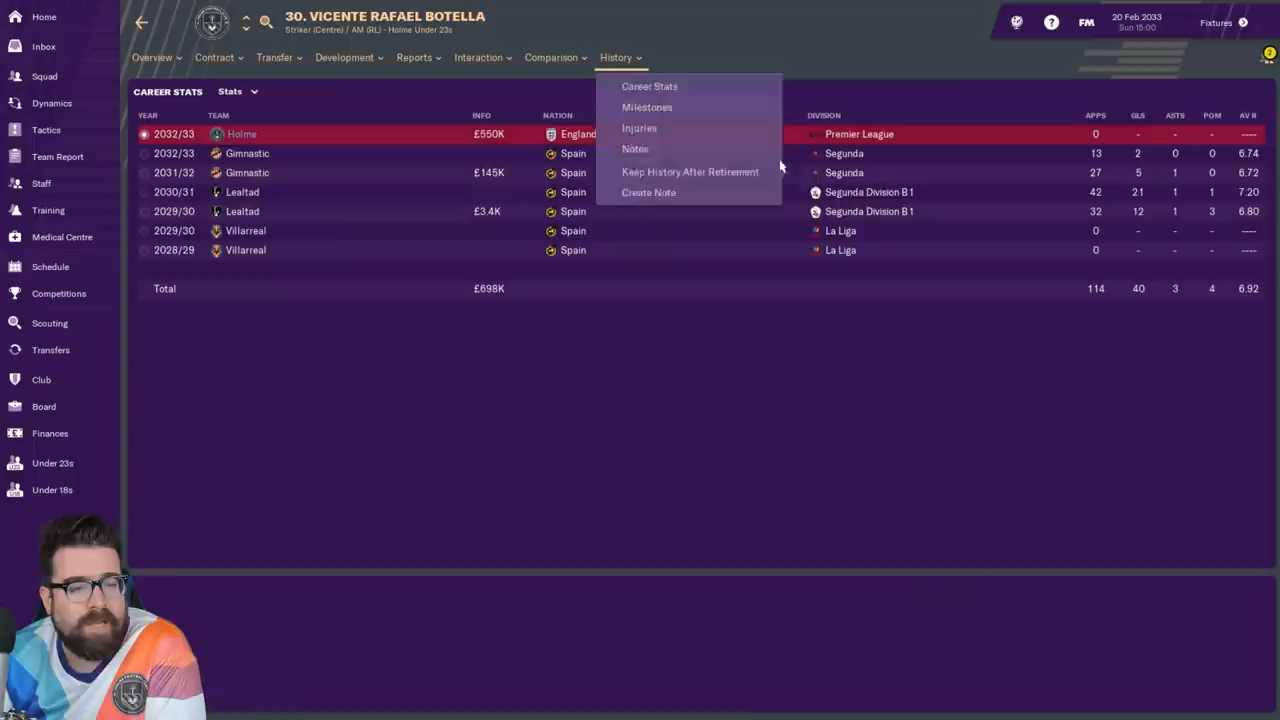 Home
Inbox
Squad
Dynamics
Tactics
Team Report
Staff
Training
Medical Centre
Schedule
Competitions
Scouting
Transfers
Club
Board
Finances
Under 23s
Under 18s
30. VICENTE RAFAEL BOTELLA
Striker (Centre) / AM (RL) - Holme Under 23s
FM
20 Feb 2033
Sun 15:00
Fixtures
2
Overview Contract Transfer Development Reports Interaction Comparison History
Career Stats
Milestones
Injuries
Notes
Keep History After Retirement
Create Note
CAREER STATS Stats
YEAR TEAM INFO NATION DIVISION APPS GLS ASTS POM AV R
2032/33 Holme £550K England Premier League 0 - - - ----
2032/33 Gimnastic Spain Segunda 13 2 0 0 6.74
2031/32 Gimnastic £145K Spain Segunda 27 5 1 0 6.72
2030/31 Lealtad Spain Segunda Division B1 42 21 1 1 7.20
2029/30 Lealtad £3.4K Spain Segunda Division B1 32 12 1 3 6.80
2029/30 Villarreal Spain La Liga 0 - - - ----
2028/29 Villarreal Spain La Liga 0 - - - ----
Total £698K 114 40 3 4 6.92